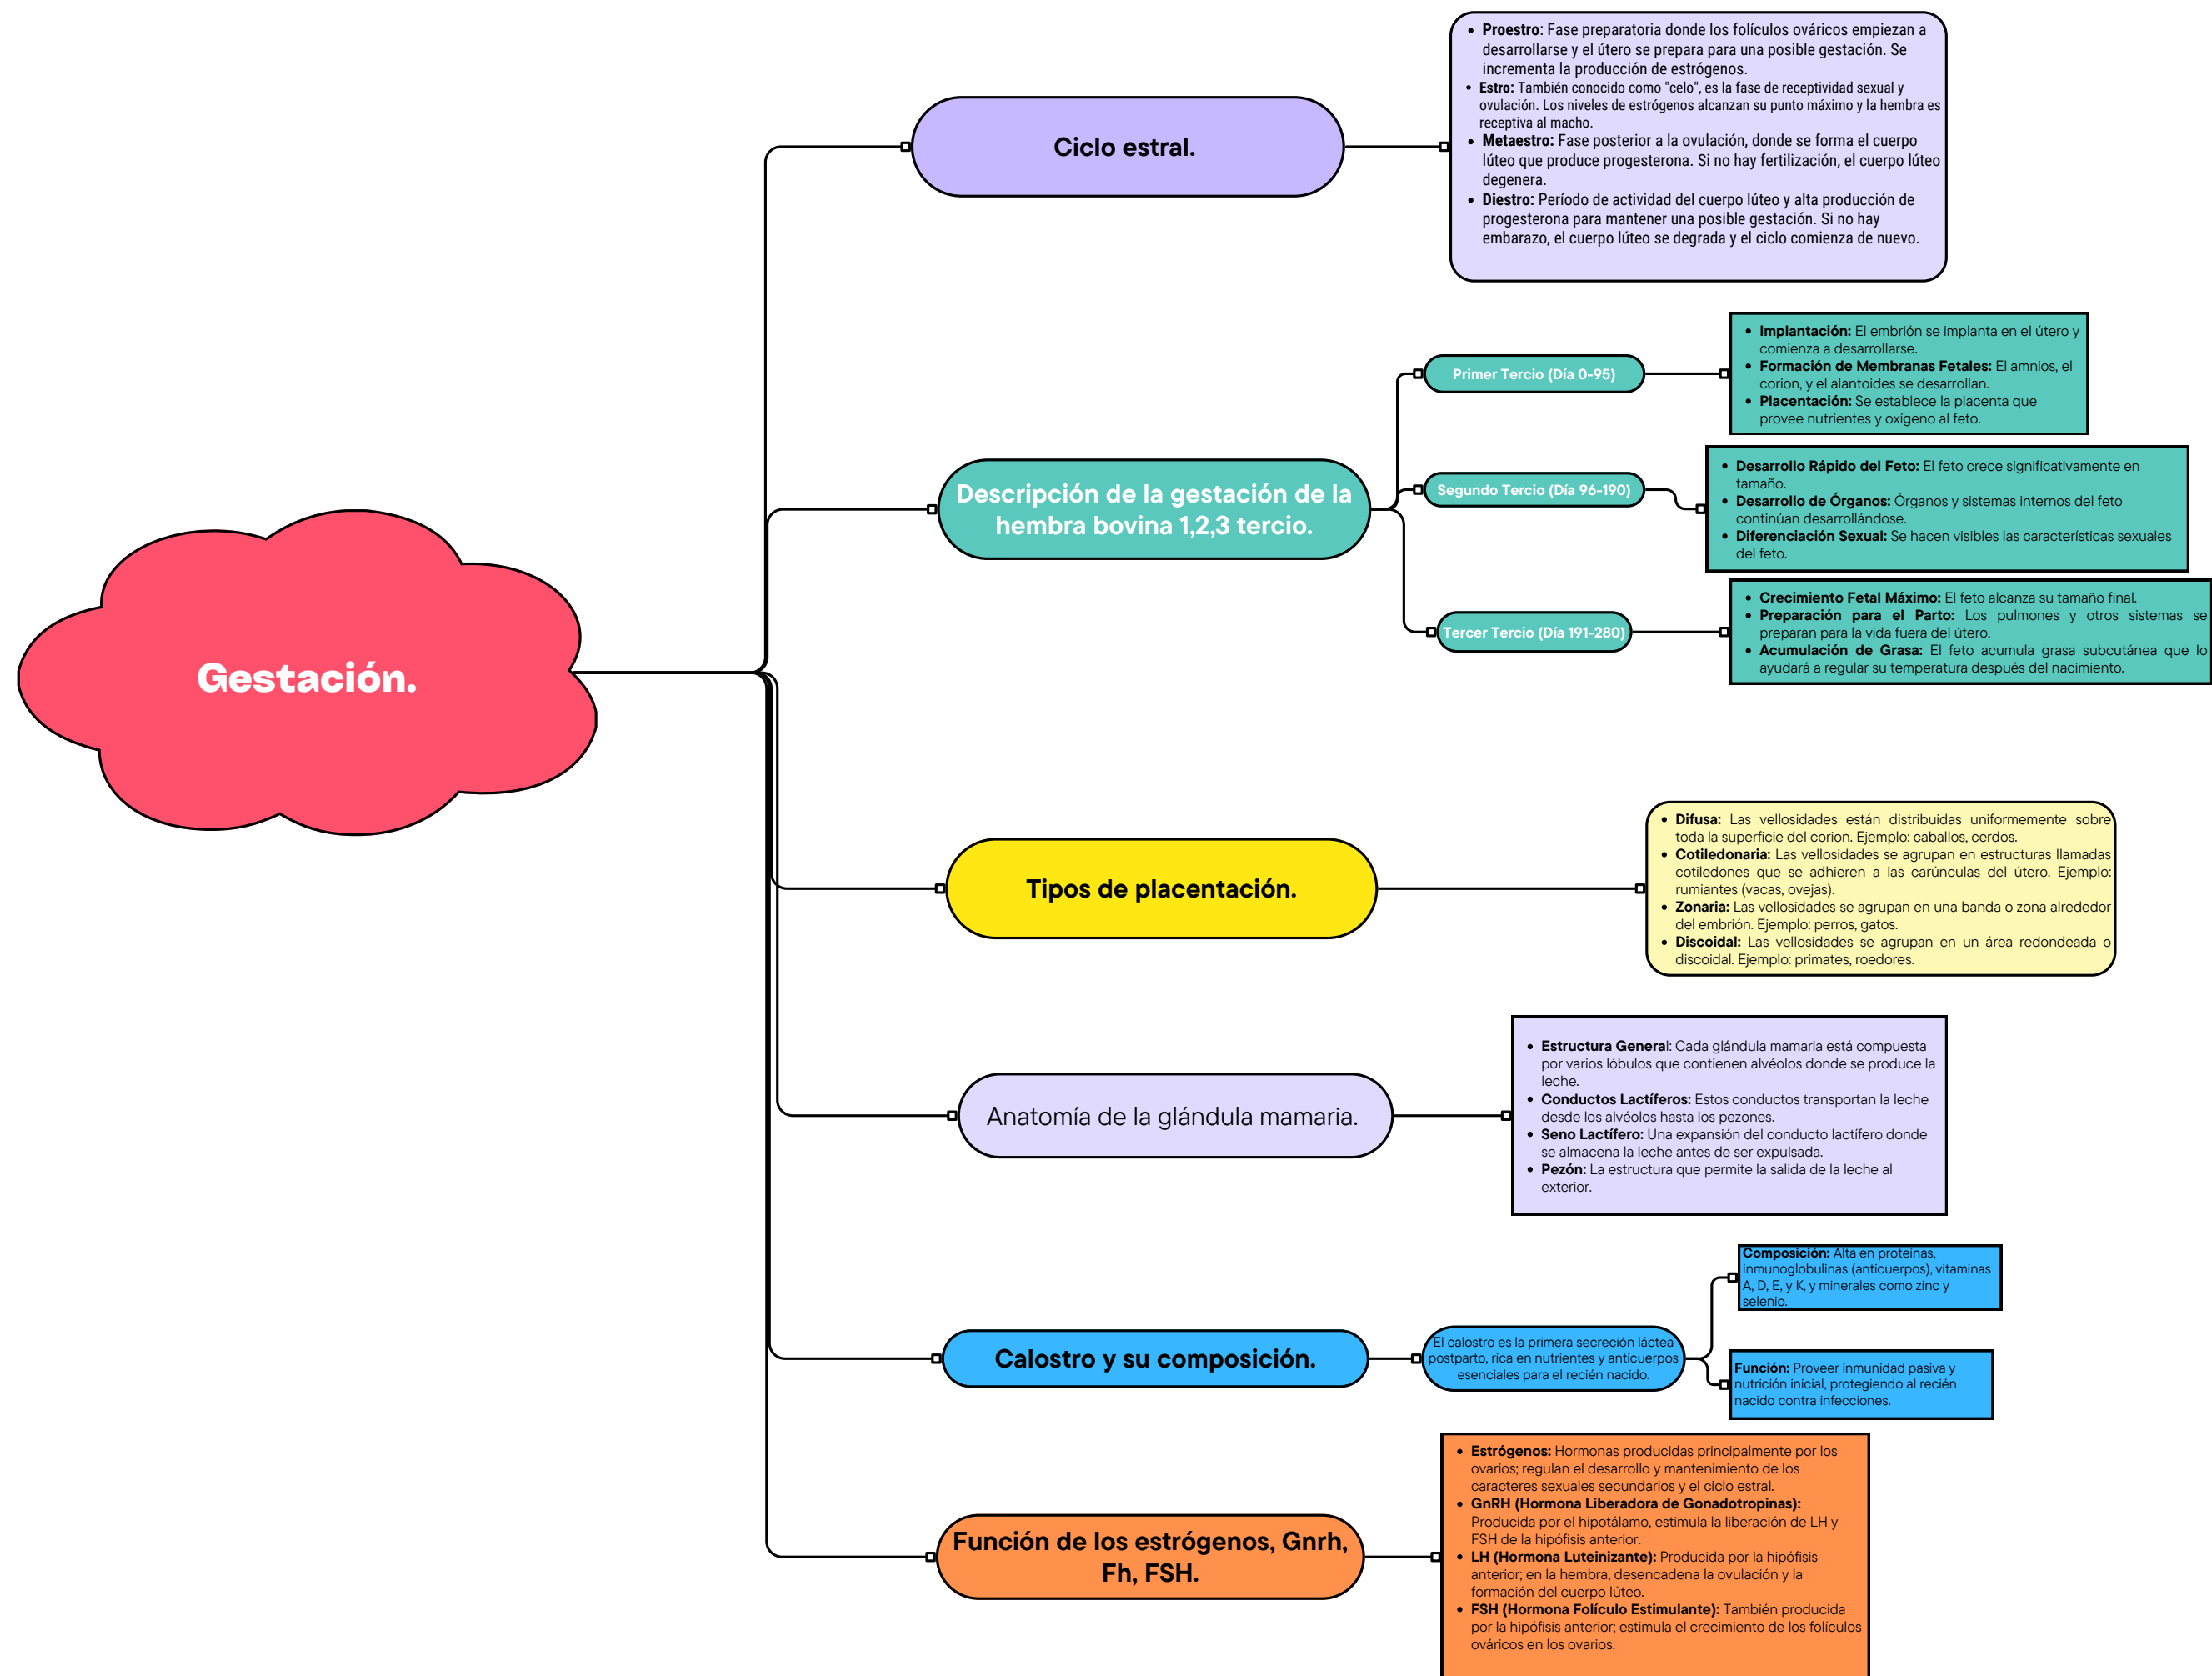 Gestación.
Ciclo estral.
Proestro: Fase preparatoria donde los folículos ováricos empiezan a
desarrollarse y el útero se prepara para una posible gestación. Se
incrementa la producción de estrógenos.
Estro: También conocido como "celo", es la fase de receptividad sexual y
ovulación. Los niveles de estrógenos alcanzan su punto máximo y la hembra es
receptiva al macho.
Metaestro: Fase posterior a la ovulación, donde se forma el cuerpo
lúteo que produce progesterona. Si no hay fertilización, el cuerpo lúteo
degenera.
Diestro: Período de actividad del cuerpo lúteo y alta producción de
progesterona para mantener una posible gestación. Si no hay
embarazo, el cuerpo lúteo se degrada y el ciclo comienza de nuevo.
Descripción de la gestación de la
hembra bovina 1,2,3 tercio.
Primer Tercio (Día 0-95)
Implantación: El embrión se implanta en el útero y
comienza a desarrollarse.
Formación de Membranas Fetales: El amnios, el
corion, y el alantoides se desarrollan.
Placentación: Se establece la placenta que
provee nutrientes y oxígeno al feto.
Segundo Tercio (Día 96-190)
Desarrollo Rápido del Feto: El feto crece significativamente en
tamaño.
Desarrollo de Órganos: Órganos y sistemas internos del feto
continúan desarrollándose.
Diferenciación Sexual: Se hacen visibles las características sexuales
del feto.
Tercer Tercio (Día 191-280)
Crecimiento Fetal Máximo: El feto alcanza su tamaño final.
Preparación para el Parto: Los pulmones y otros sistemas se
preparan para la vida fuera del útero.
Acumulación de Grasa: El feto acumula grasa subcutánea que lo
ayudará a regular su temperatura después del nacimiento.
Tipos de placentación.
Difusa: Las vellosidades están distribuidas uniformemente sobre
toda la superficie del corion. Ejemplo: caballos, cerdos.
Cotiledonaria: Las vellosidades se agrupan en estructuras llamadas
cotiledones que se adhieren a las carúnculas del útero. Ejemplo:
rumiantes (vacas, ovejas).
Zonaria: Las vellosidades se agrupan en una banda o zona alrededor
del embrión. Ejemplo: perros, gatos.
Discoidal: Las vellosidades se agrupan en un área redondeada o
discoidal. Ejemplo: primates, roedores.
Anatomía de la glándula mamaria.
Estructura General: Cada glándula mamaria está compuesta
por varios lóbulos que contienen alvéolos donde se produce la
leche.
Conductos Lactíferos: Estos conductos transportan la leche
desde los alvéolos hasta los pezones.
Seno Lactífero: Una expansión del conducto lactífero donde
se almacena la leche antes de ser expulsada.
Pezón: La estructura que permite la salida de la leche al
exterior.
Calostro y su composición.
El calostro es la primera secreción láctea
postparto, rica en nutrientes y anticuerpos
esenciales para el recién nacido.
Composición: Alta en proteínas,
inmunoglobulinas (anticuerpos), vitaminas
A, D, E, y K, y minerales como zinc y
selenio.
Función: Proveer inmunidad pasiva y
nutrición inicial, protegiendo al recién
nacido contra infecciones.
Función de los estrógenos, Gnrh,
Fh, FSH.
Estrógenos: Hormonas producidas principalmente por los
ovarios; regulan el desarrollo y mantenimiento de los
caracteres sexuales secundarios y el ciclo estral.
GnRH (Hormona Liberadora de Gonadotropinas):
Producida por el hipotálamo, estimula la liberación de LH y
FSH de la hipófisis anterior.
LH (Hormona Luteinizante): Producida por la hipófisis
anterior; en la hembra, desencadena la ovulación y la
formación del cuerpo lúteo.
FSH (Hormona Folículo Estimulante): También producida
por la hipófisis anterior; estimula el crecimiento de los folículos
ováricos en los ovarios.